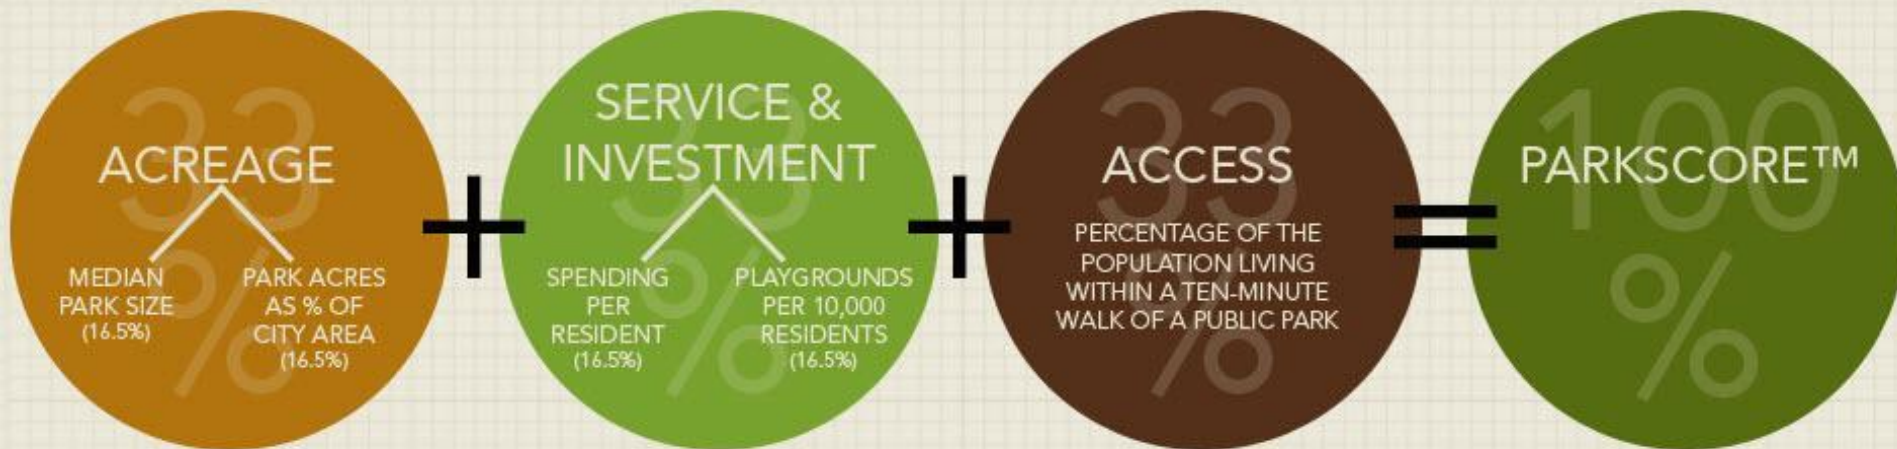 33
%
ACREAGE
MEDIAN
PARK SIZE
(16.5%)
PARK ACRES
AS % OF
CITY AREA
(16.5%)
+
33
%
SERVICE &
INVESTMENT
SPENDING
PER
RESIDENT
(16.5%)
PLAYGROUNDS
PER 10,000
RESIDENTS
(16.5%)
+
33
%
ACCESS
PERCENTAGE OF THE
POPULATION LIVING
WITHIN A TEN-MINUTE
WALK OF A PUBLIC PARK
=
100
%
PARKSCORE™